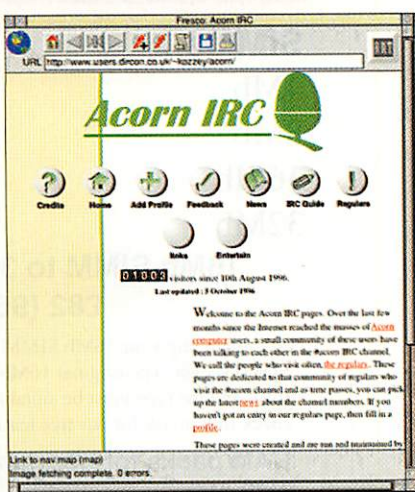 Fresco: Acorn IRC
URL http://www.users.dircon.co.uk/~kozzey/acorn/
Acorn IRC
Credits Home Add Profile Feedback News IRC Guide Regulars
links Entertain
01003 visitors since 10th August 1996.
Last updated : 5 October 1996
Welcome to the Acorn IRC pages. Over the last few
months since the Internet reached the masses of Acorn
computer users, a small community of these users have
been talking to each other in the #acorn IRC channel.
We call the people who visit often, the regulars. These
pages are dedicated to that community of regulars who
visit the #acorn channel and as time passes, you can pick
up the latest news about the channel members. If you
haven't got an entry in our regulars page, then fill in a
profile.
These pages were created and are run and maintained by
Link to nav.map (map)
Image fetching complete. 0 errors.